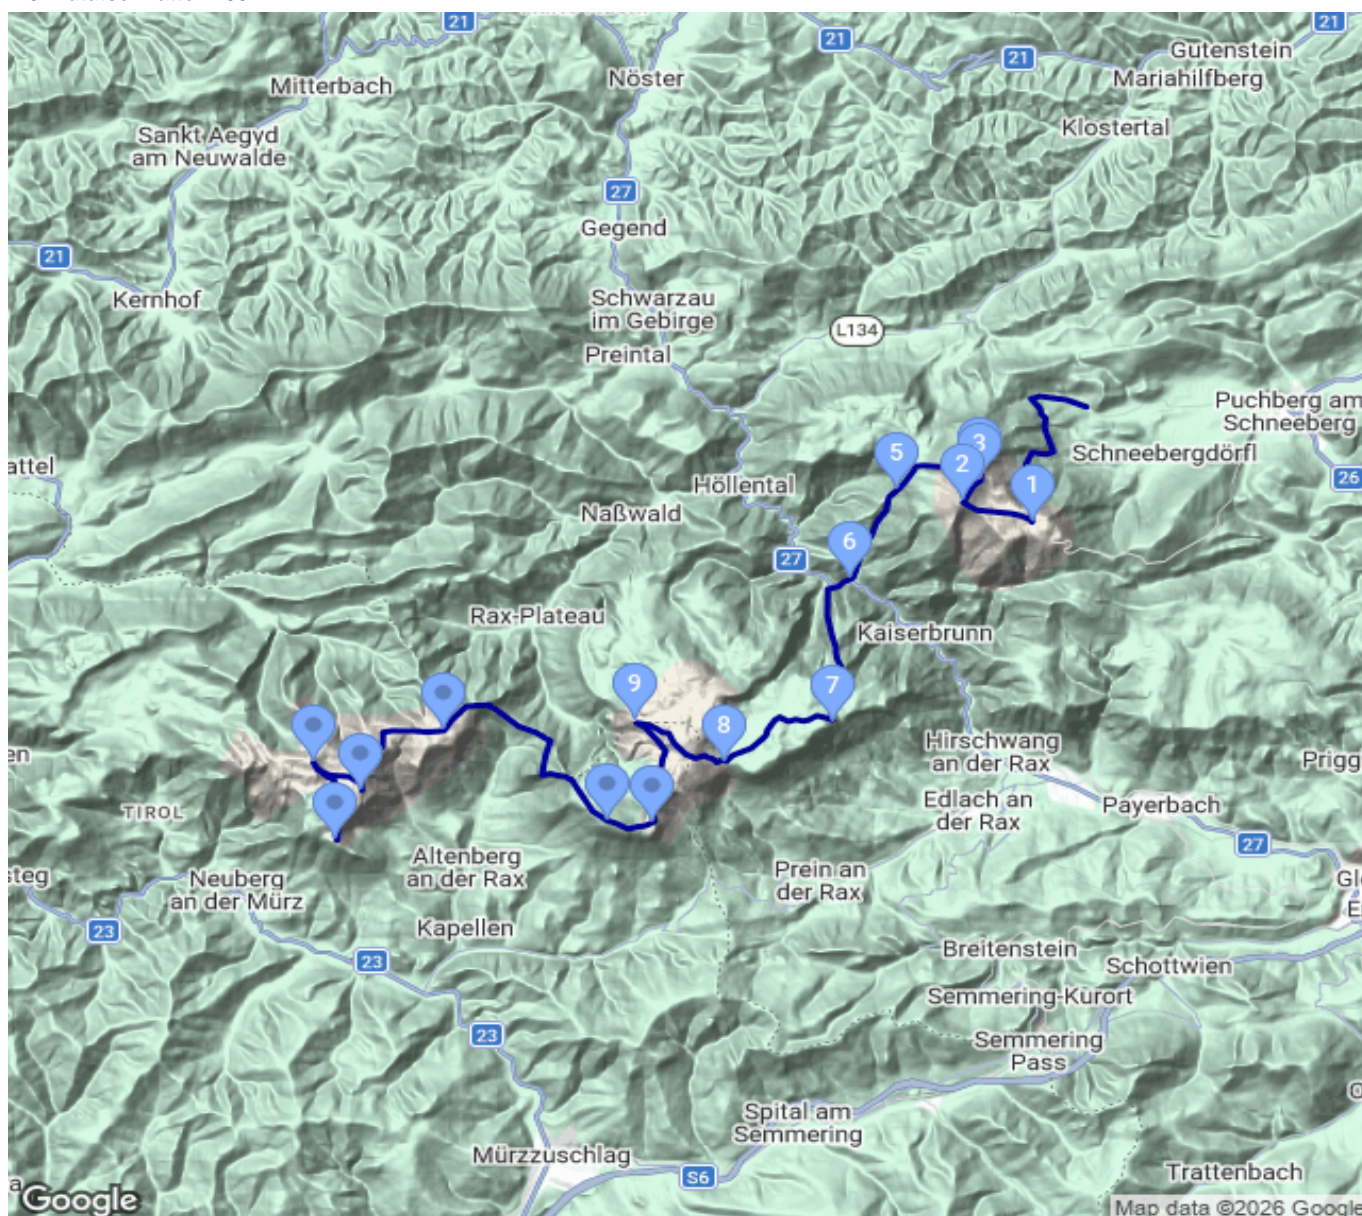 21
21
21
21
Gutenstein
Mariahilfberg
Nöster
Mitterbach
Klostertal
Sankt Aegyd
am Neuwalde
27
Gegend
21
Kernhof
Schwarzau
im Gebirge
L134
Preintal
Puchberg am
Schneeberg
attel
5
3
2
1
Schneebergdörfl
26
Höllental
Naßwald
6
27
Rax-Plateau
Kaiserbrunn
9
7
8
en
Hirschwang
an der Rax
Prigg
TIROL
Edlach an
der Rax
Payerbach
27
Altenberg
an der Rax
Prein an
der Rax
steg
Neuberg
an der Mürz
Gle
E
23
Kapellen
Breitenstein
23
Schottwien
Semmering-Kurort
23
Semmering
Pass
Spital am
Semmering
Mürzzuschlag
S6
Trattenbach
a
Google
Map data ©2026 Google